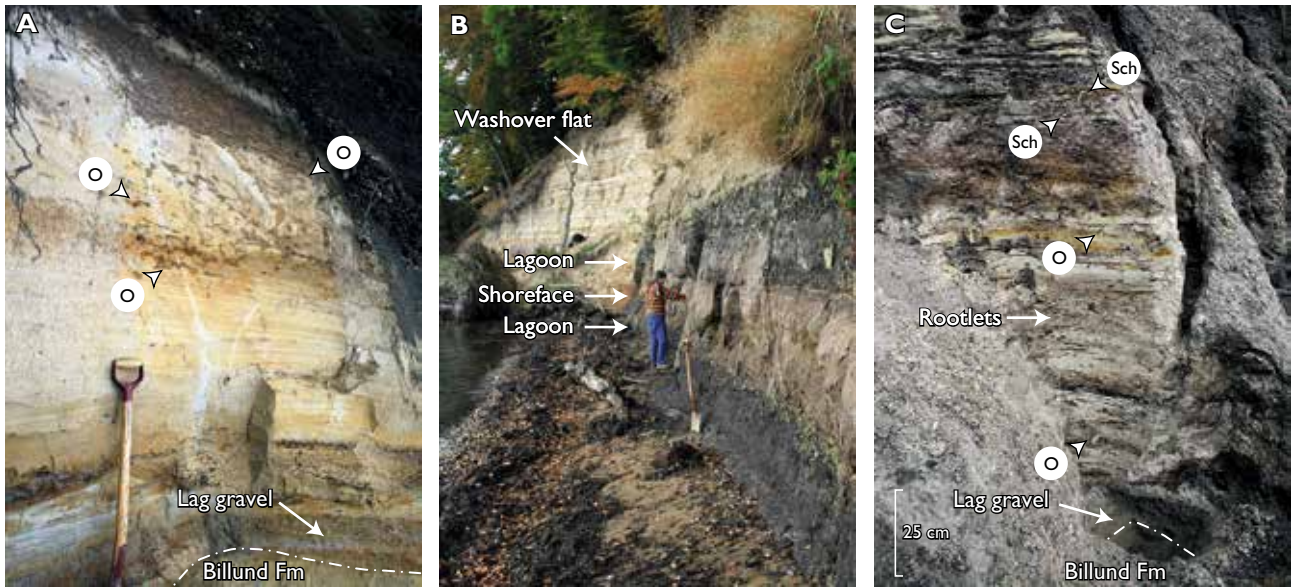 A
O
O
O
Lag gravel
Billund Fm
B
Washover flat
Lagoon
Shoreface
Lagoon
C
Sch
Sch
O
Rootlets
O
Lag gravel
25 cm
Billund Fm